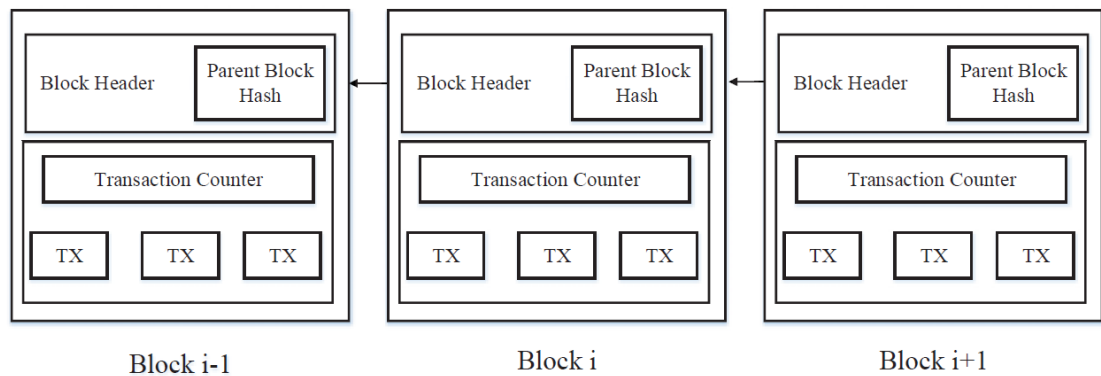 Block Header
Parent Block
Hash
Transaction Counter
TX TX TX
Block i-1
Block Header
Parent Block
Hash
Transaction Counter
TX TX TX
Block i
Block Header
Parent Block
Hash
Transaction Counter
TX TX TX
Block i+1